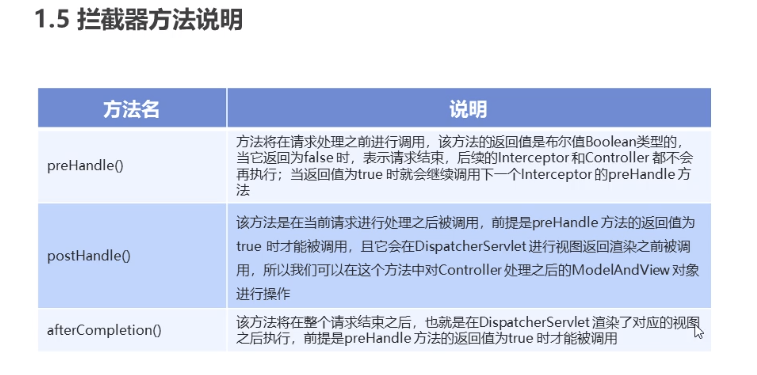 1.5 拦截器方法说明
方法名
说明
preHandle()
方法将在请求处理之前进行调用，该方法的返回值是布尔值Boolean类型的，
当它返回为false 时，表示请求结束，后续的Interceptor 和Controller 都不会
再执行；当返回值为true 时就会继续调用下一个Interceptor 的preHandle 方
法
postHandle()
该方法是在当前请求进行处理之后被调用，前提是preHandle 方法的返回值为
true 时才能被调用，且它会在DispatcherServlet 进行视图返回渲染之前被调
用，所以我们可以在这个方法中对Controller 处理之后的ModelAndView 对象
进行操作
afterCompletion()
该方法将在整个请求结束之后，也就是在DispatcherServlet 渲染了对应的视图
之后执行，前提是preHandle 方法的返回值为true 时才能被调用